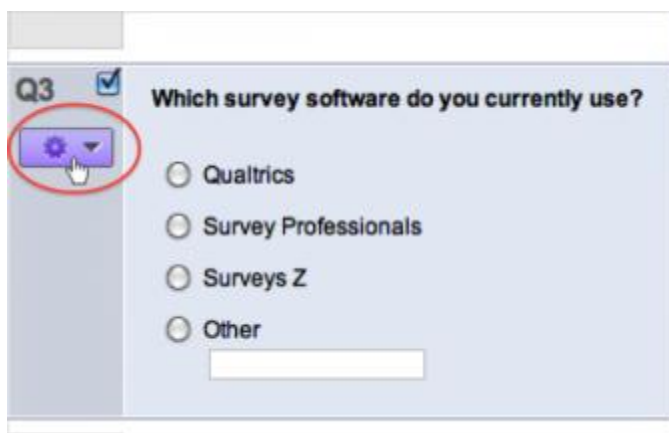 Q3
Which survey software do you currently use?
Qualtrics
Survey Professionals
Surveys Z
Other